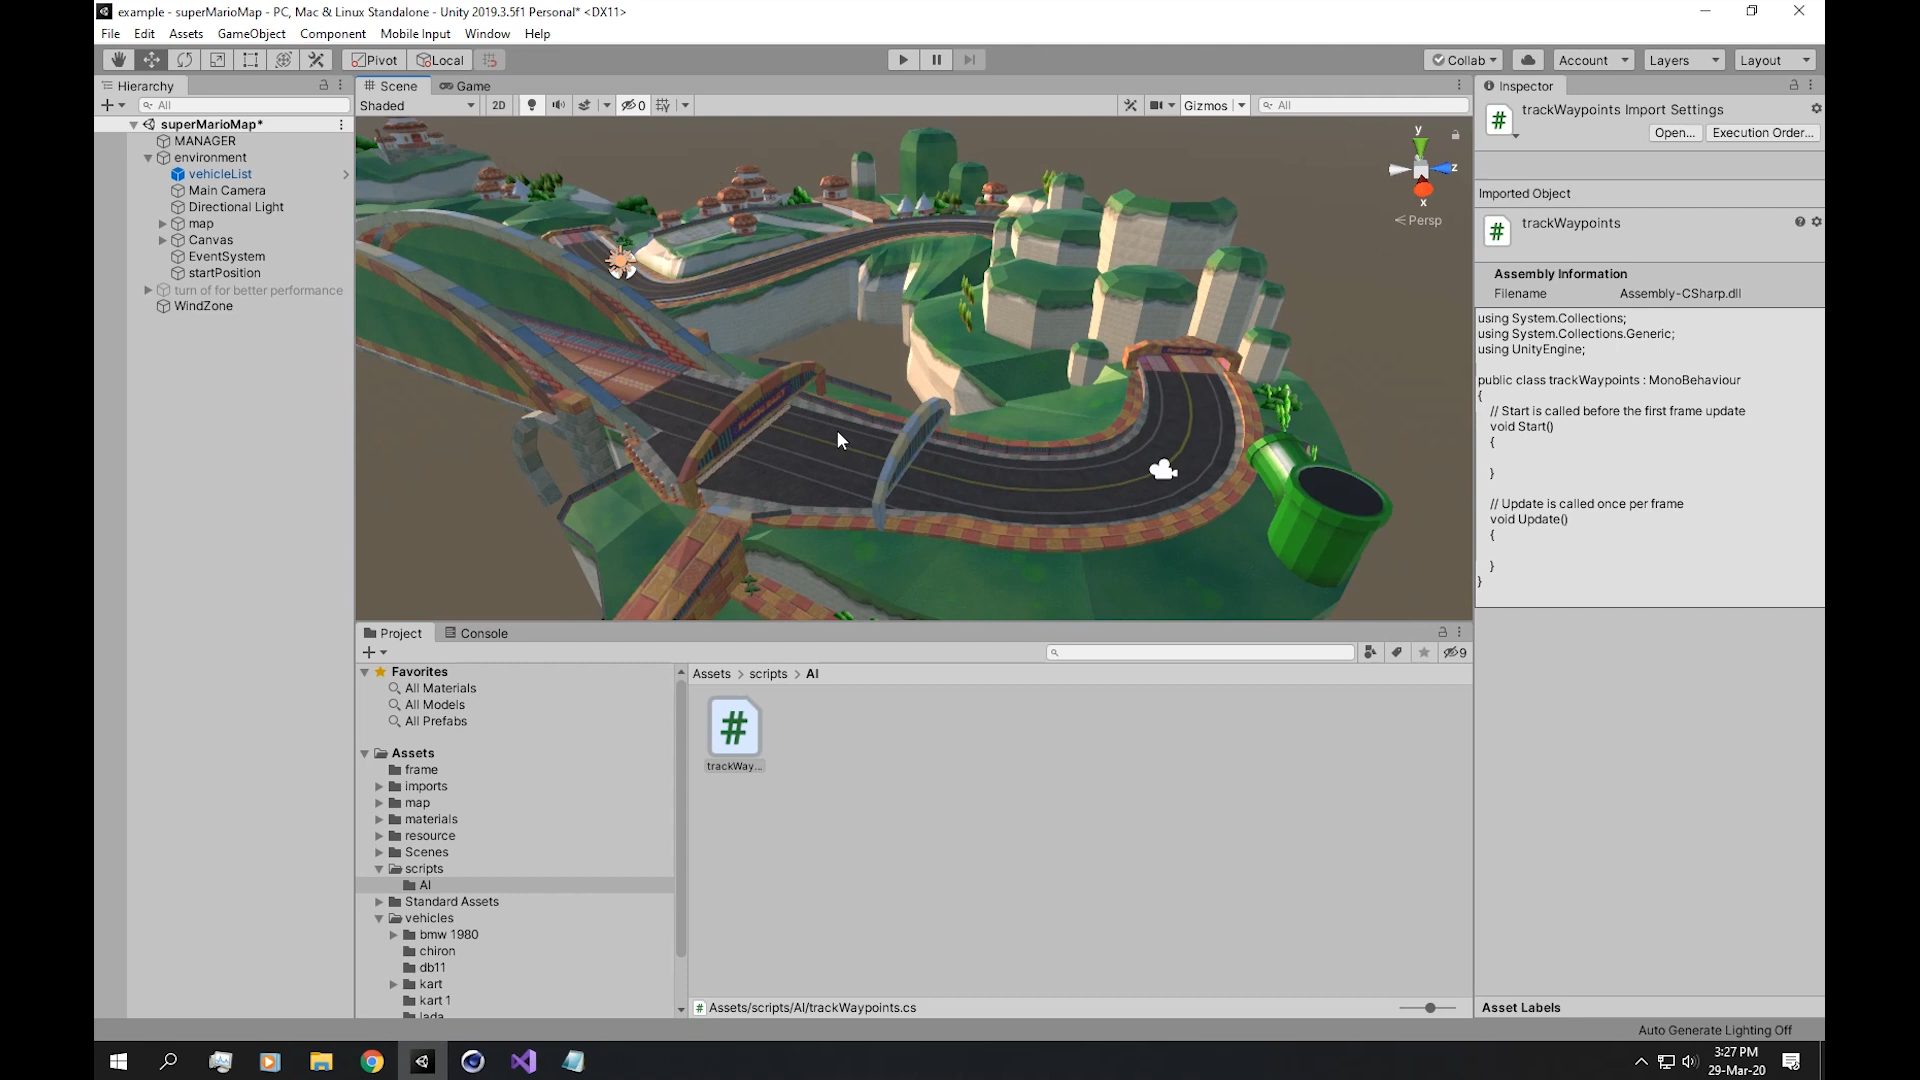 example - superMarioMap - PC, Mac & Linux Standalone - Unity 2019.3.5f1 Personal* <DX11>
File Edit Assets GameObject Component Mobile Input Window Help
Pivot Local Collab Account Layers Layout
Hierarchy
All
superMarioMap*
MANAGER
environment
vehicleList
Main Camera
Directional Light
map
Canvas
EventSystem
startPosition
turn of for better performance
WindZone
Scene Game
Shaded 2D 0 Gizmos All
y
z
x
Persp
Inspector
trackWaypoints Import Settings
Open... Execution Order...
Imported Object
trackWaypoints
Assembly Information
Filename Assembly-CSharp.dll
using System.Collections;
using System.Collections.Generic;
using UnityEngine;
public class trackWaypoints : MonoBehaviour
{
// Start is called before the first frame update
void Start()
{
}
// Update is called once per frame
void Update()
{
}
}
Asset Labels
Project Console
9
Favorites
All Materials
All Models
All Prefabs
Assets
frame
imports
map
materials
resource
Scenes
scripts
AI
Standard Assets
vehicles
bmw 1980
chiron
db11
kart
kart 1
lada
Assets > scripts > AI
trackWay...
Assets/scripts/AI/trackWaypoints.cs
Auto Generate Lighting Off
3:27 PM
29-Mar-20